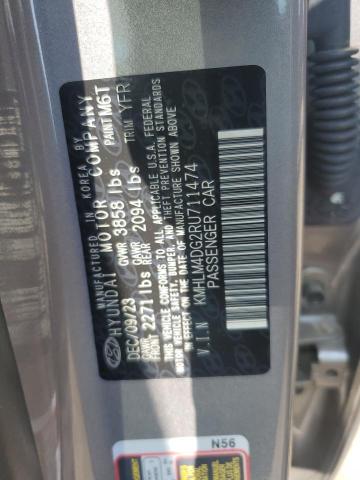 MANUFACTURED IN KOREA BY
HYUNDAI MOTOR COMPANY
DEC/09/23 GVWR 3858 lbs PAINT M6T
GAWR FRONT 2271 lbs GAWR REAR 2094 lbs TRIM YFR
THIS VEHICLE CONFORMS TO ALL APPLICABLE U.S.A. FEDERAL
MOTOR VEHICLE SAFETY, BUMPER, AND THEFT PREVENTION
STANDARDS IN EFFECT ON THE DATE OF MANUFACTURE SHOWN ABOVE
V.I.N KMHLM4DG2RU711474
PASSENGER CAR
N56